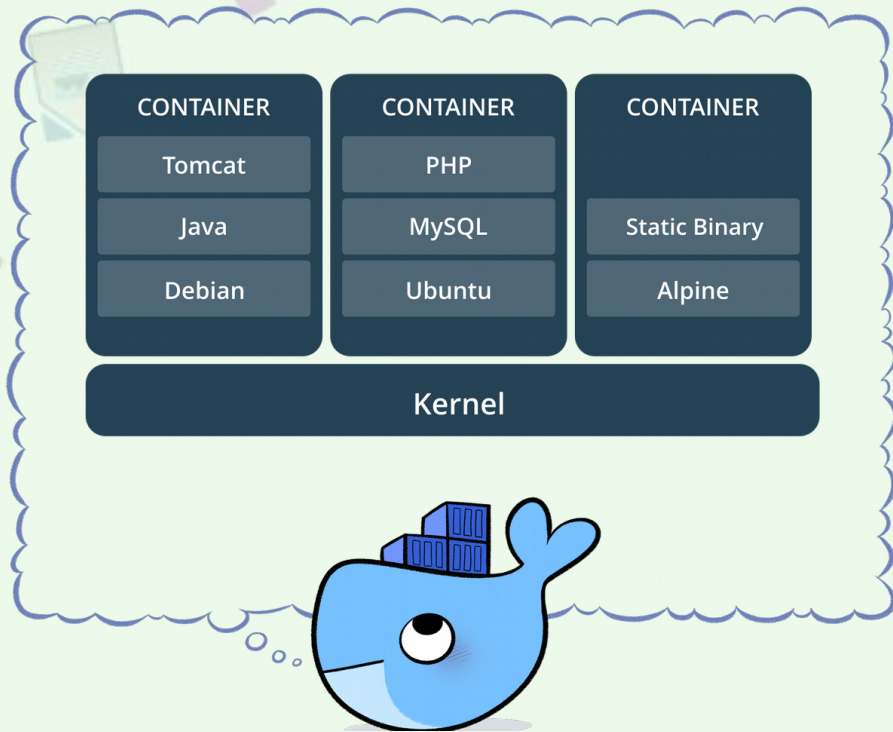 CONTAINER
Tomcat
Java
Debian
CONTAINER
PHP
MySQL
Ubuntu
CONTAINER
Static Binary
Alpine
Kernel